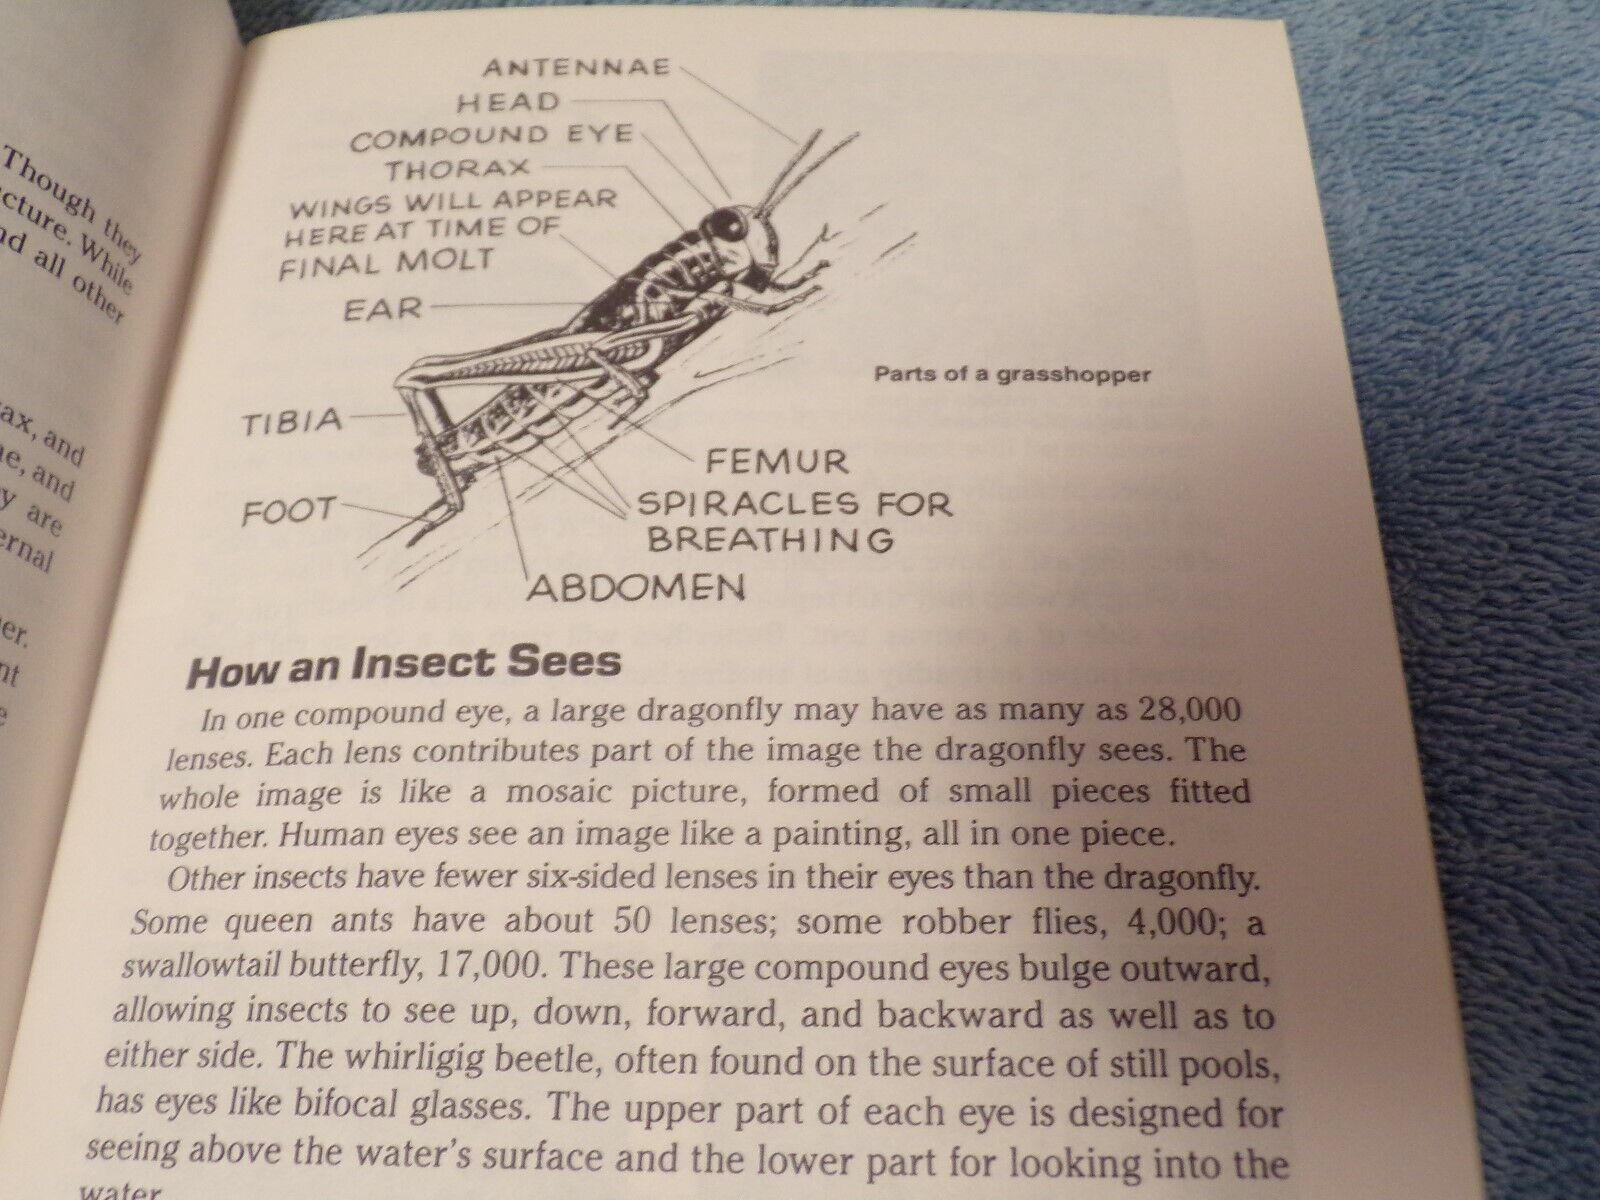 Though they
cture. While
nd all other
ax, and
e, and
y are
ernal
er.
nt
e
ANTENNAE
HEAD
COMPOUND EYE
THORAX
WINGS WILL APPEAR
HERE AT TIME OF
FINAL MOLT
EAR
Parts of a grasshopper
TIBIA
FEMUR
FOOT
SPIRACLES FOR
BREATHING
ABDOMEN
How an Insect Sees
In one compound eye, a large dragonfly may have as many as 28,000
lenses. Each lens contributes part of the image the dragonfly sees. The
whole image is like a mosaic picture, formed of small pieces fitted
together. Human eyes see an image like a painting, all in one piece.
Other insects have fewer six-sided lenses in their eyes than the dragonfly.
Some queen ants have about 50 lenses; some robber flies, 4,000; a
swallowtail butterfly, 17,000. These large compound eyes bulge outward,
allowing insects to see up, down, forward, and backward as well as to
either side. The whirligig beetle, often found on the surface of still pools,
has eyes like bifocal glasses. The upper part of each eye is designed for
seeing above the water's surface and the lower part for looking into the
water.